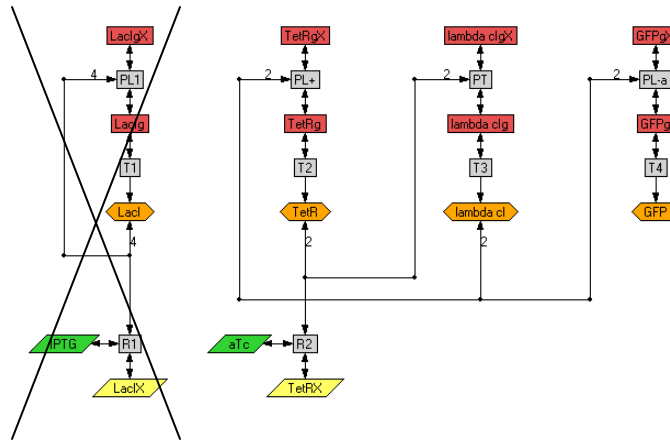 LacIgX
TetRgX
lambda cIgX
GFPgX
4
PL1
2
PL+
2
PT
2
PL-a
LacIg
TetRg
lambda cIg
GFPg
T1
T2
T3
T4
LacI
TetR
lambda cI
GFP
4
2
2
IPTG
R1
aTc
R2
LacIX
TetRX